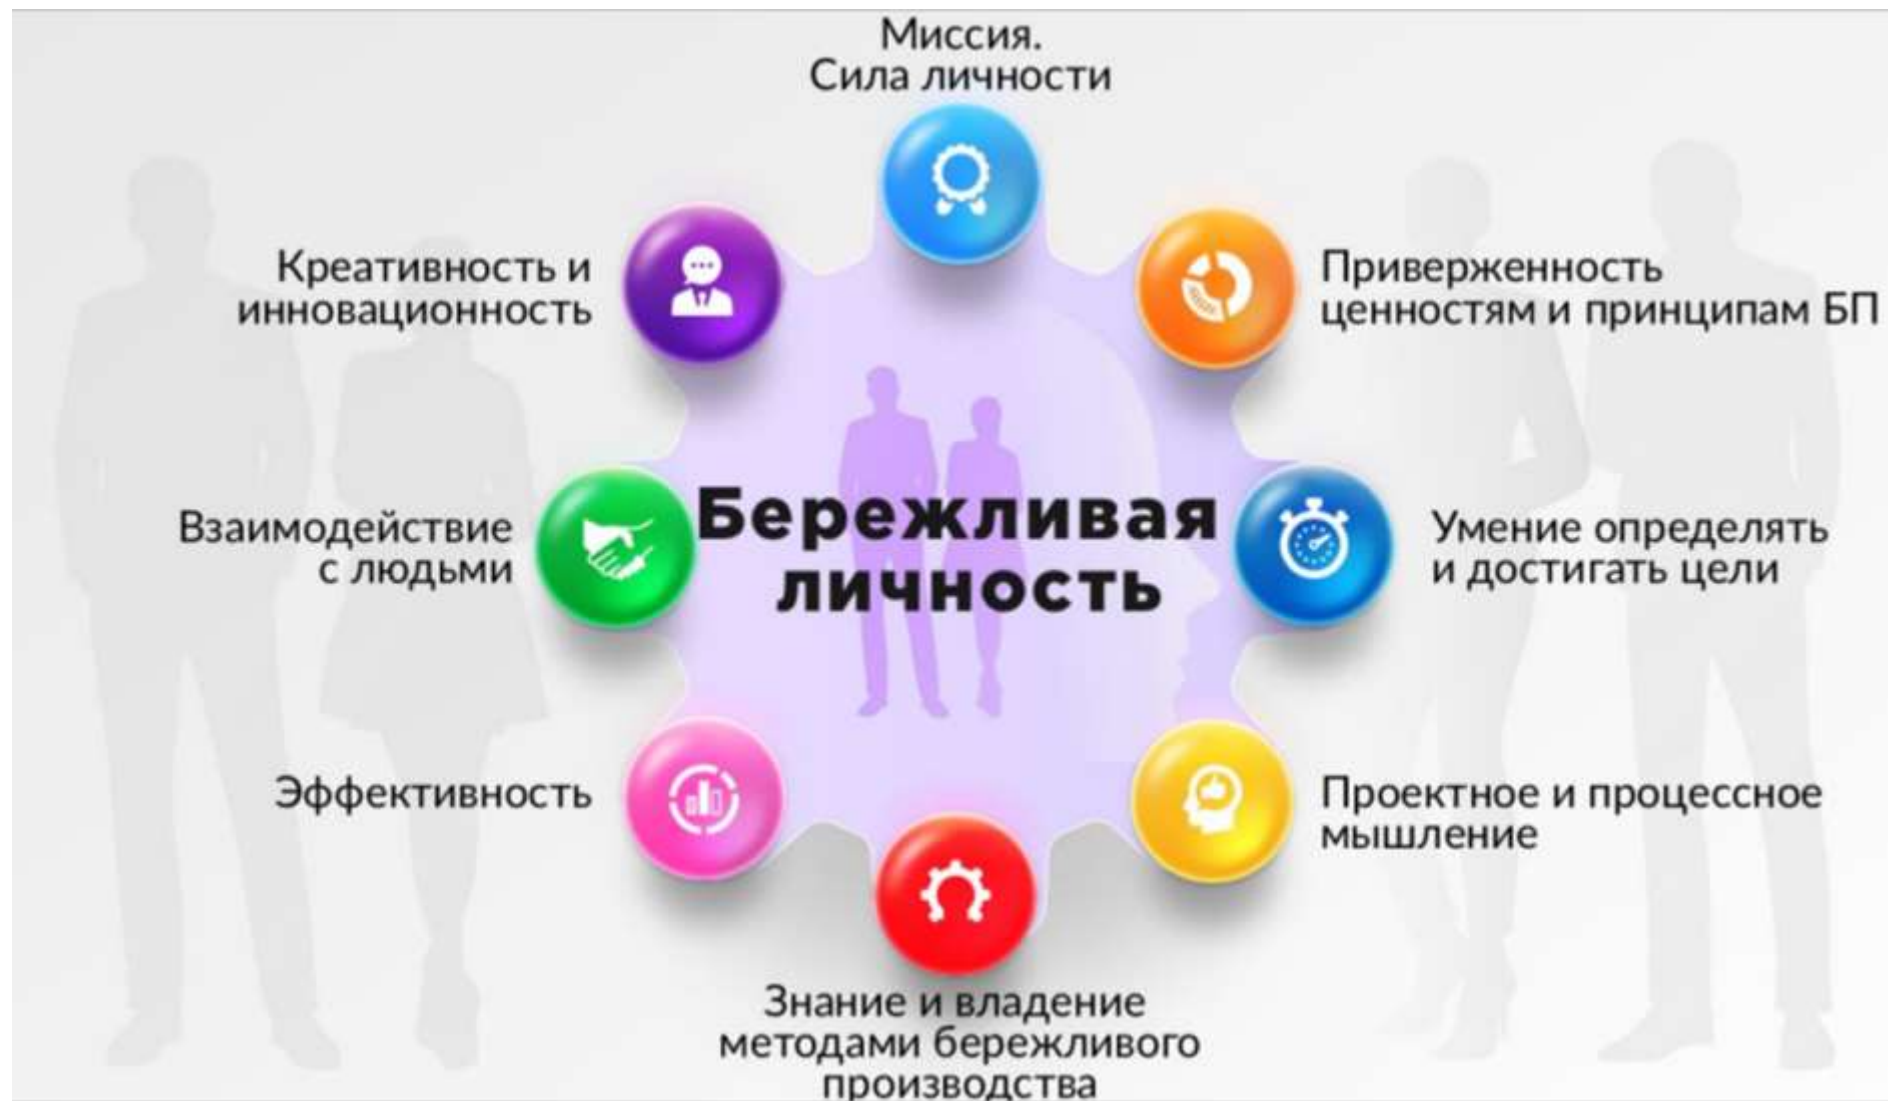 Миссия.
Сила личности
Креативность и
инновационность
Приверженность
ценностям и принципам БП
Взаимодействие
с людьми
Бережливая
личность
Умение определять
и достигать цели
Эффективность
Проектное и процессное
мышление
Знание и владение
методами бережливого
производства